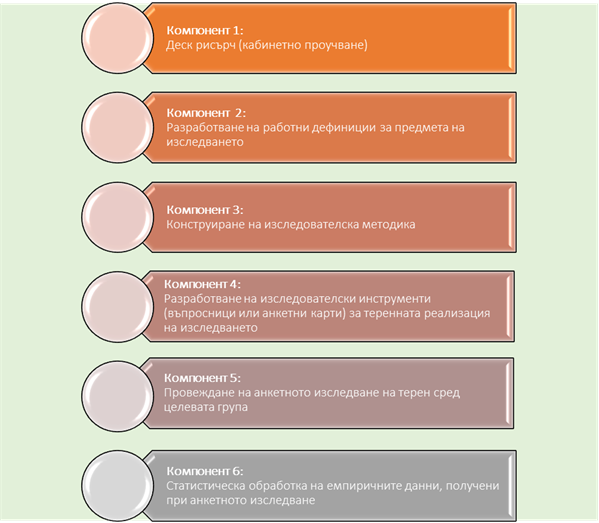 Компонент 1:
Деск рисърч (кабинетно проучване)
Компонент 2:
Разработване на работни дефиниции за предмета на
изследването
Компонент 3:
Конструиране на изследователска методика
Компонент 4:
Разработване на изследователски инструменти
(въпросници или анкетни карти) за теренната реализация
на изследването
Компонент 5:
Провеждане на анкетното изследване на терен сред
целевата група
Компонент 6:
Статистическа обработка на емпиричните данни, получени
при анкетното изследване